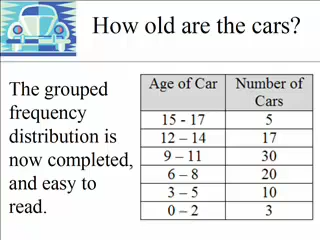 How old are the cars?
The grouped
frequency
distribution is
now completed,
and easy to
read.
Age of Car Number of
Cars
15 - 17 5
12 – 14 17
9 – 11 30
6 – 8 20
3 – 5 10
0 – 2 3